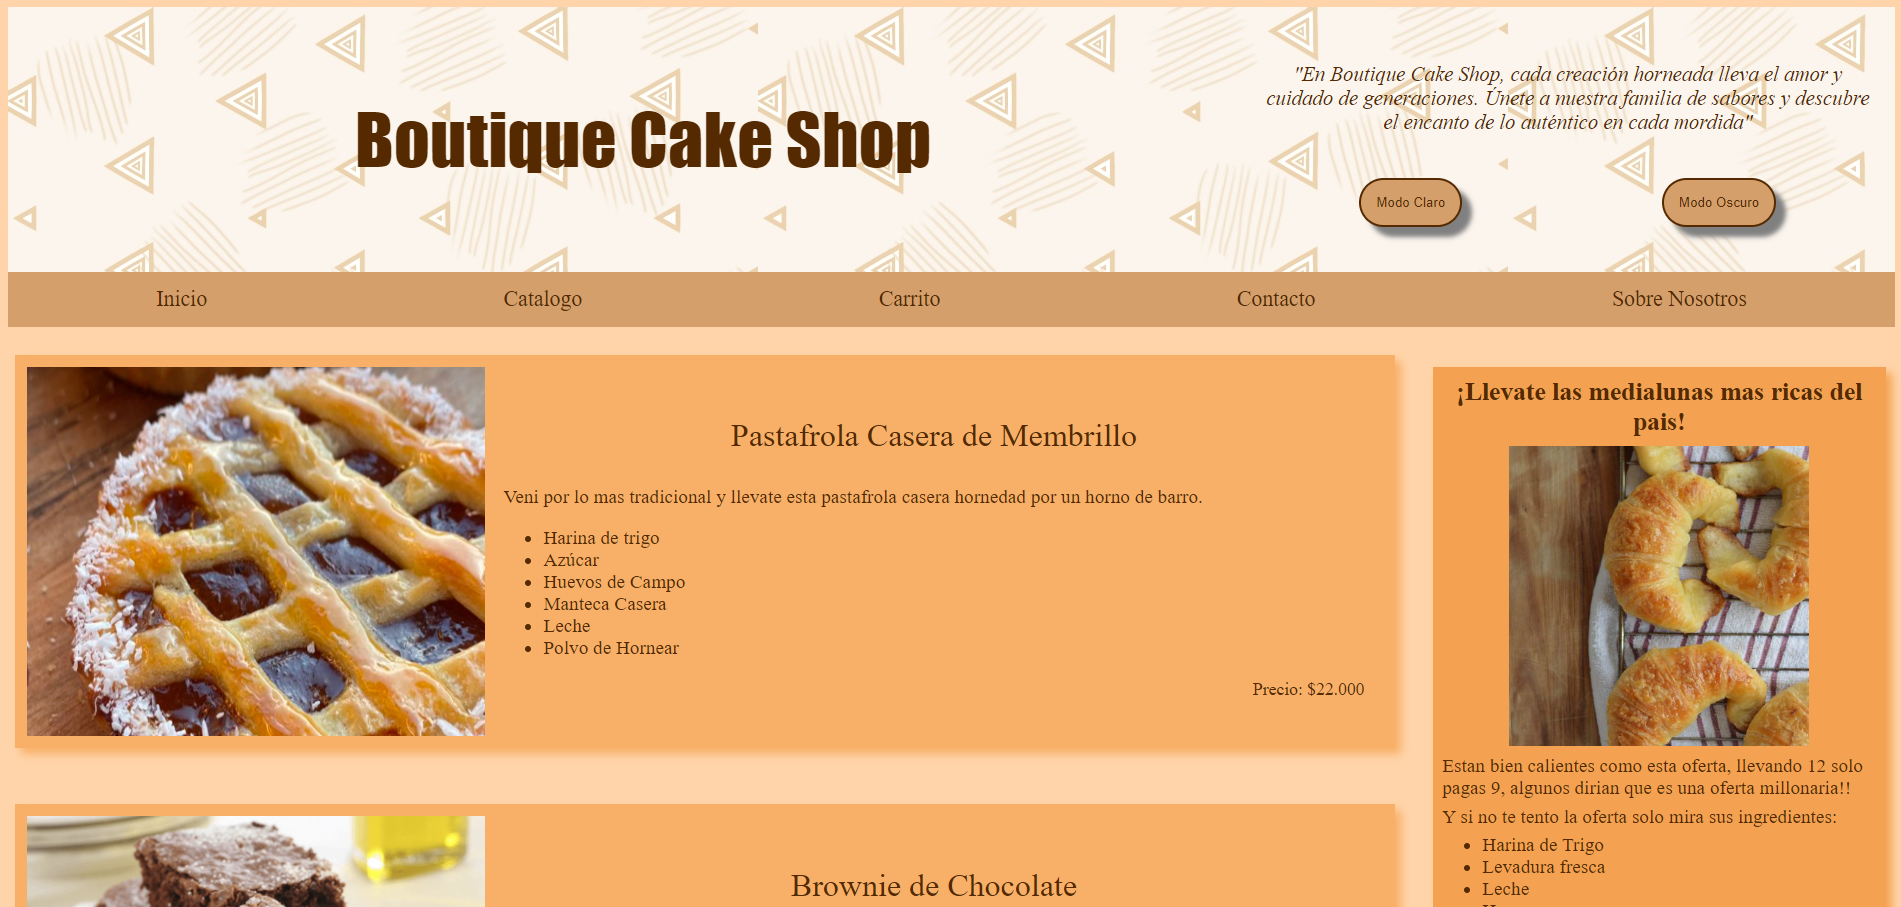 Boutique Cake Shop
"En Boutique Cake Shop, cada creación horneada lleva el amor y
cuidado de generaciones. Únete a nuestra familia de sabores y descubre
el encanto de lo auténtico en cada mordida"
Modo Claro
Modo Oscuro
Inicio
Catalogo
Carrito
Contacto
Sobre Nosotros
Pastafrola Casera de Membrillo
Veni por lo mas tradicional y llevate esta pastafrola casera hornedad por un horno de barro.
Harina de trigo
Azúcar
Huevos de Campo
Manteca Casera
Leche
Polvo de Hornear
Precio: $22.000
Brownie de Chocolate
¡Llevate las medialunas mas ricas del
pais!
Estan bien calientes como esta oferta, llevando 12 solo
pagas 9, algunos dirian que es una oferta millonaria!!
Y si no te tento la oferta solo mira sus ingredientes:
Harina de Trigo
Levadura fresca
Leche